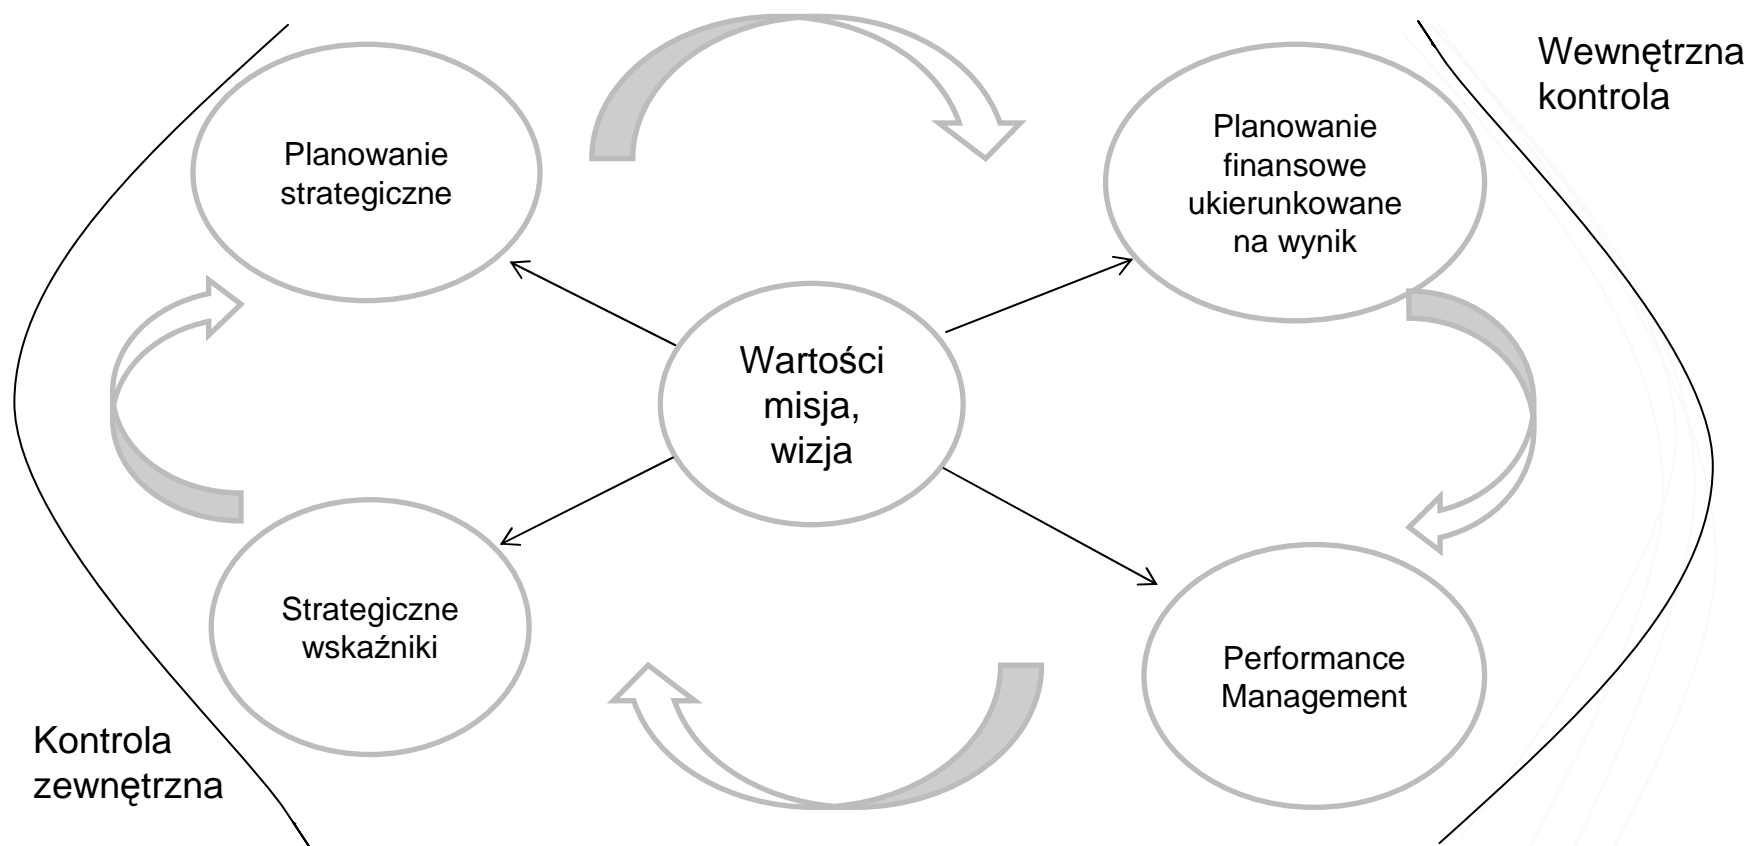 Wewnętrzna
kontrola
Planowanie
strategiczne
Planowanie
finansowe
ukierunkowane
na wynik
Wartości
misja,
wizja
Strategiczne
wskaźniki
Performance
Management
Kontrola
zewnętrzna